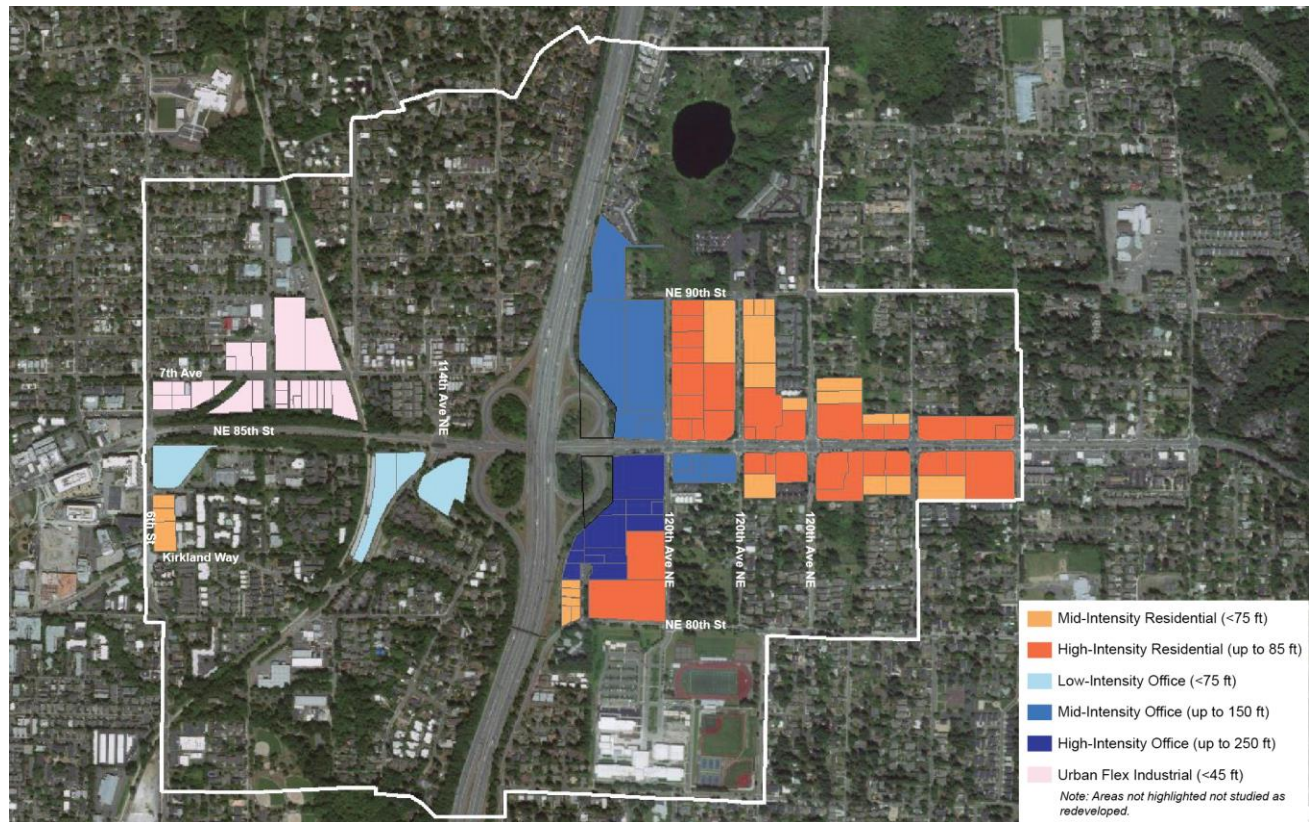 NE 90th St
7th Ave
114th Ave NE
NE 85th St
6th St
Kirkland Way
120th Ave NE
120th Ave NE
120th Ave NE
NE 80th St
Mid-Intensity Residential (<75 ft)
High-Intensity Residential (up to 85 ft)
Low-Intensity Office (<75 ft)
Mid-Intensity Office (up to 150 ft)
High-Intensity Office (up to 250 ft)
Urban Flex Industrial (<45 ft)
Note: Areas not highlighted not studied as
redeveloped.